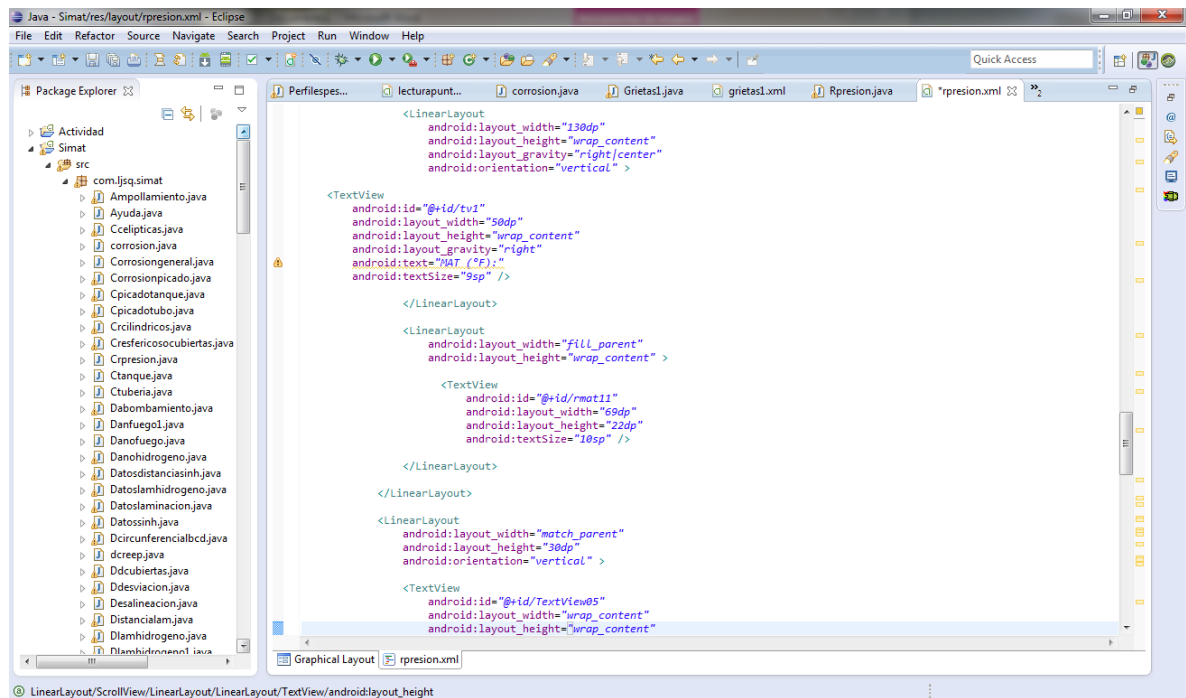 Java - Simat/res/layout/rpresion.xml - Eclipse
File Edit Refactor Source Navigate Search Project Run Window Help
Quick Access
Package Explorer
Perfilespes... lecturapunt... corrosion.java Grietas1.java grietas1.xml Rpresion.java *rpresion.xml »2
Actividad
Simat
src
com.ljsq.simat
Ampollamiento.java
Ayuda.java
Ccelipticas.java
corrosion.java
Corrosiongeneral.java
Corrosionpicado.java
Cpicadotanque.java
Cpicadotubo.java
Crcilindricos.java
Cresfericosocubiertas.java
Crpresion.java
Ctanque.java
Ctuberia.java
Dabombamiento.java
Danfuego1.java
Danofuego.java
Danohidrogeno.java
Datosdistanciasinh.java
Datoslamhidrogeno.java
Datoslaminacion.java
Datossinh.java
Dcircunferencialbcd.java
dcreep.java
Ddcubiertas.java
Ddesviacion.java
Desalineacion.java
Distancialam.java
Dlamhidrogeno.java
Dlambhidrogeno1.java
<LinearLayout
android:layout_width="130dp"
android:layout_height="wrap_content"
android:layout_gravity="right|center"
android:orientation="vertical" >
<TextView
android:id="@+id/tv1"
android:layout_width="50dp"
android:layout_height="wrap_content"
android:layout_gravity="right"
android:text="MAT (ºF):"
android:textSize="9sp" />
</LinearLayout>
<LinearLayout
android:layout_width="fill_parent"
android:layout_height="wrap_content" >
<TextView
android:id="@+id/rmat11"
android:layout_width="69dp"
android:layout_height="22dp"
android:textSize="10sp" />
</LinearLayout>
</LinearLayout>
<LinearLayout
android:layout_width="match_parent"
android:layout_height="30dp"
android:orientation="vertical" >
<TextView
android:id="@+id/TextView05"
android:layout_width="wrap_content"
android:layout_height="wrap_content"
Graphical Layout rpresion.xml
LinearLayout/ScrollView/LinearLayout/LinearLayout/TextView/android:layout_height